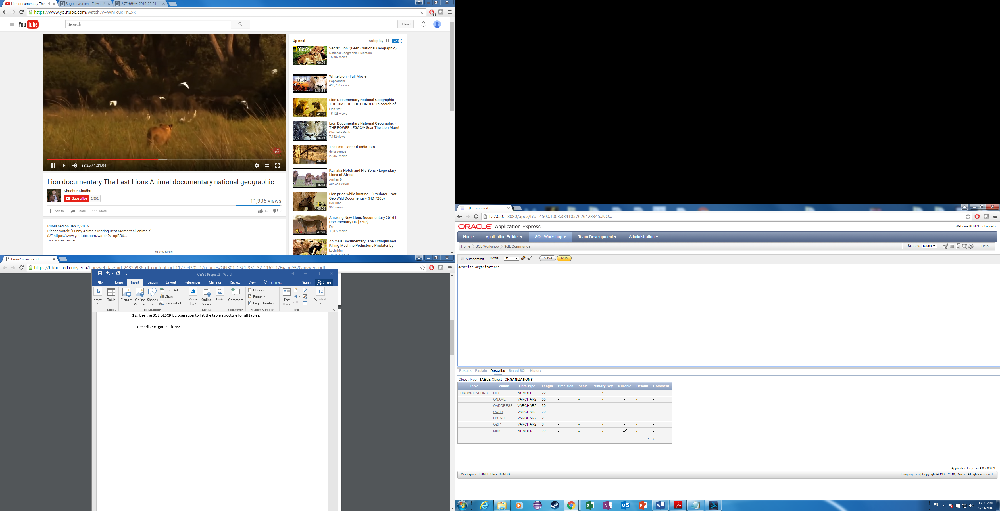 Lion documentary The
Sugoideas.com - Taiwan
天才衝衝衝 2016-05-21 -
https://www.youtube.com/watch?v=WnPcudPn1xk
YouTube
Search
Upload
38:25 / 1:21:04
Lion documentary The Last Lions Animal documentary national geographic
Khudhur Khudhu
Subscribe 2,502
11,906 views
Add to Share More 69 2
Published on Jan 2, 2016
Please watch: "Funny Animals Mating Best Moment all animals"
âž¨ https://www.youtube.com/watch?v=opBBX...
-~-~~-~~~-~~-~-
SHOW MORE
Up next Autoplay
NATIONAL GEOGRAPHIC
46:06
Secret Lion Queen (National Geographic)
National Geographic Predators
16,387 views
LION
1:33:34
White Lion - Full Movie
Popcornflix
498,700 views
41:55
Lion Documentary National Geographic -
THE TIME OF THE HUNGER: In search of
Lion Star
15,126 views
45:46
Lion Documentary National Geographic -
THE POWER LEGACY- Scar The Lion More!
Chantelle Raub
7,452 views
49:00
The Last Lions Of India -BBC
delia gomez
27,352 views
46:33
Kali aka Notch and His Sons - Legendary
Lions of Africa
Amiran B
803,354 views
WILD
45:00
Lion pride while hunting - I'Predator - Nat
Geo Wild Documentary (HD 720p)
DocTube
950 views
47:20
Amazing New Lions Documentary 2016 |
Documentary HD [720p]
Fxn
41,877 views
Animals Documentary: The Extinguished
Killing Machine Prehistoric Predator by
Lucin Muril
108,264 views
Exam2 answers.pdf
https://bbhosted.cuny.edu/bbcswebdav/pid-24325986-dt-content-rid-117794302_1/courses/QNS01_CSCI_331_32_1162_1/Exam2%20answers.pdf
CS331 Project 3 - Word
File Home Insert Design Layout References Mailings Review View Tell me... Sign in Share
Pages
Table
Pictures
Online
Pictures
Shapes
SmartArt
Chart
Screenshot
Add-
ins
Online
Video
Links
Comment
Header
Footer
Page Number
Text
Box
Symbols
Tables Illustrations Media Comments Header & Footer Text
12. Use the SQL DESCRIBE operation to list the table structure for all tables.
describe organizations;
SQL Commands
127.0.0.1:8080/apex/f?p=4500:1003:3841057626428345::NO:::
ORACLE Application Express
Welcome KUNDB ( Logout )
Home Application Builder SQL Workshop Team Development Administration
Home SQL Workshop SQL Commands
Schema KUNDB Help
Autocommit Rows 50 Save Run
describe organizations
Results Explain Describe Saved SQL History
Object Type TABLE Object ORGANIZATIONS
Table Column Data Type Length Precision Scale Primary Key Nullable Default Comment
ORGANIZATIONS OID NUMBER 22 - - 1 - - -
ONAME VARCHAR2 55 - - - - - -
OADDRESS VARCHAR2 30 - - - - - -
OCITY VARCHAR2 20 - - - - - -
OSTATE VARCHAR2 2 - - - - - -
OZIP VARCHAR2 6 - - - - - -
MIID NUMBER 22 - - - ✓ - -
1 - 7
Application Express 4.0.2.00.09
Workspace: KUNDB User: KUNDB
Language: en | Copyright © 1999, 2010, Oracle. All rights reserved.
EN
12:26 AM
5/23/2016